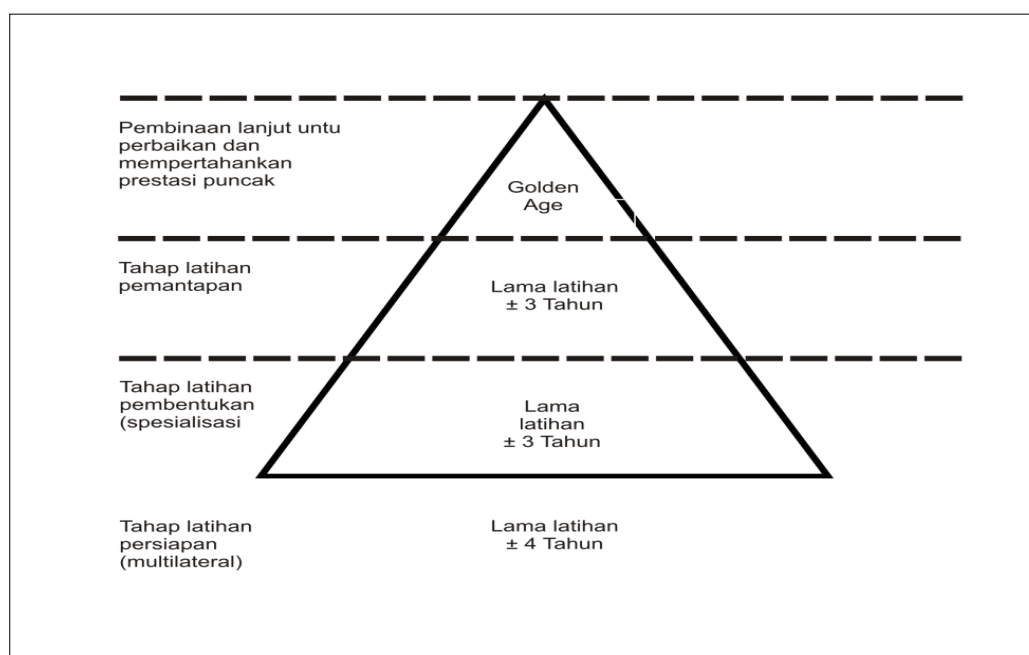 Pembinaan lanjut untu
perbaikan dan
mempertahankan
prestasi puncak
Golden
Age
Tahap latihan
pemantapan
Lama latihan
± 3 Tahun
Tahap latihan
pembentukan
(spesialisasi
Lama
latihan
± 3 Tahun
Tahap latihan
persiapan
(multilateral)
Lama latihan
± 4 Tahun